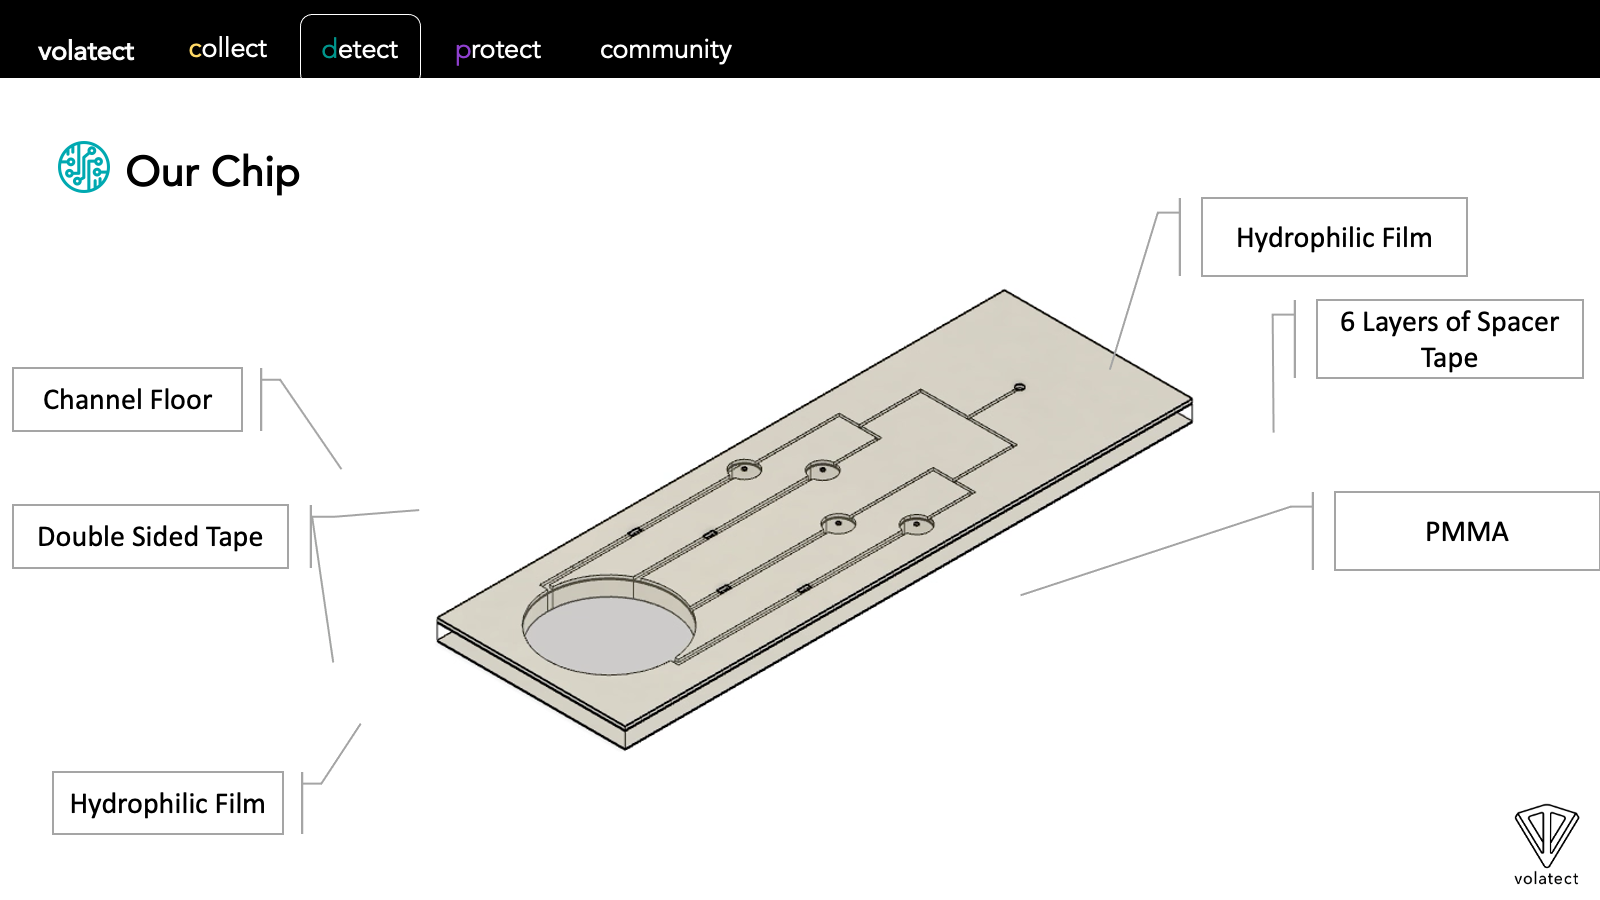 volatect
collect
detect
protect
community
Our Chip
Hydrophilic Film
6 Layers of Spacer
Tape
Channel Floor
Double Sided Tape
PMMA
Hydrophilic Film
volatect